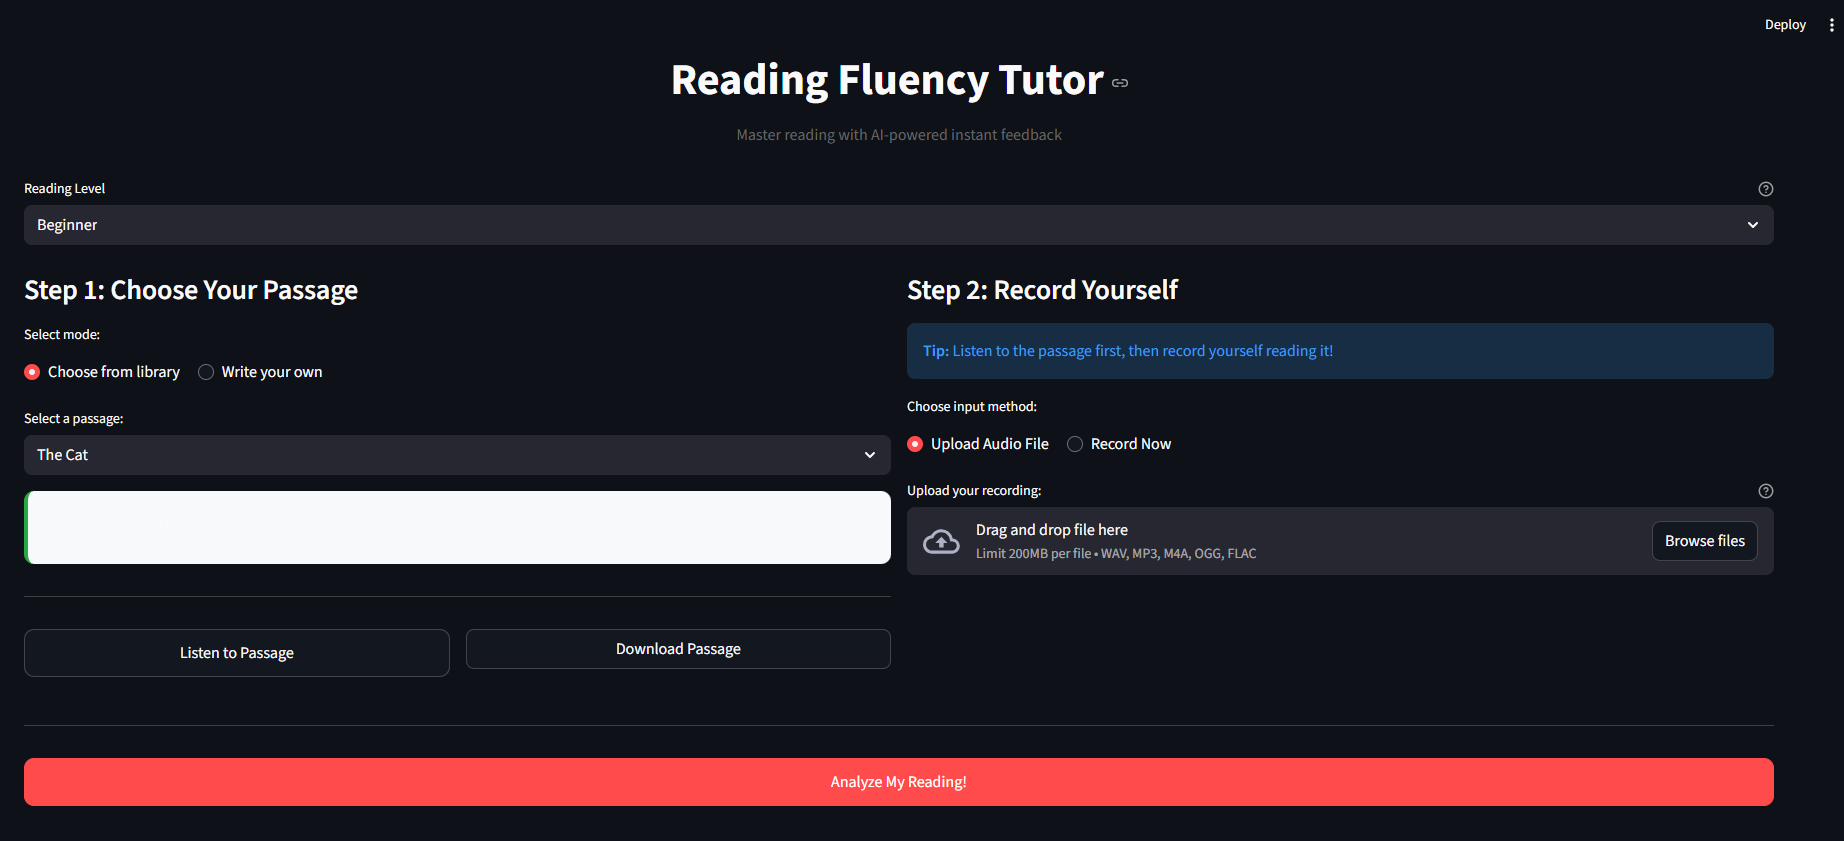 Deploy
Reading Fluency Tutor
Master reading with AI-powered instant feedback
Reading Level
Beginner
Step 1: Choose Your Passage
Select mode:
Choose from library
Write your own
Select a passage:
The Cat
Listen to Passage
Download Passage
Step 2: Record Yourself
Tip: Listen to the passage first, then record yourself reading it!
Choose input method:
Upload Audio File
Record Now
Upload your recording:
Drag and drop file here
Limit 200MB per file • WAV, MP3, M4A, OGG, FLAC
Browse files
Analyze My Reading!